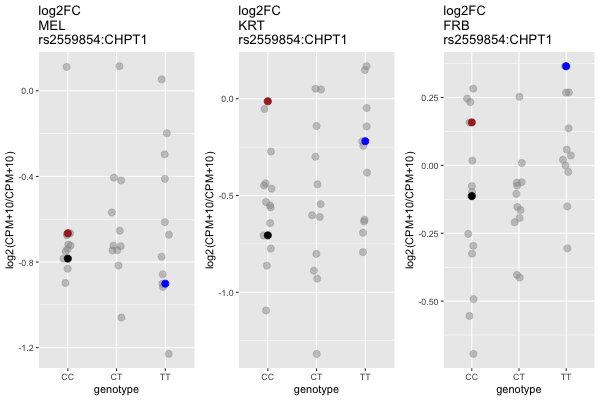 log2FC
MEL
rs2559854:CHPT1
log2(CPM+10/CPM+10)
0.0
-0.4
-0.8
-1.2
CC
CT
TT
genotype
log2FC
KRT
rs2559854:CHPT1
log2(CPM+10/CPM+10)
0.0
-0.5
-1.0
CC
CT
TT
genotype
log2FC
FRB
rs2559854:CHPT1
log2(CPM+10/CPM+10)
0.25
0.00
-0.25
-0.50
CC
CT
TT
genotype